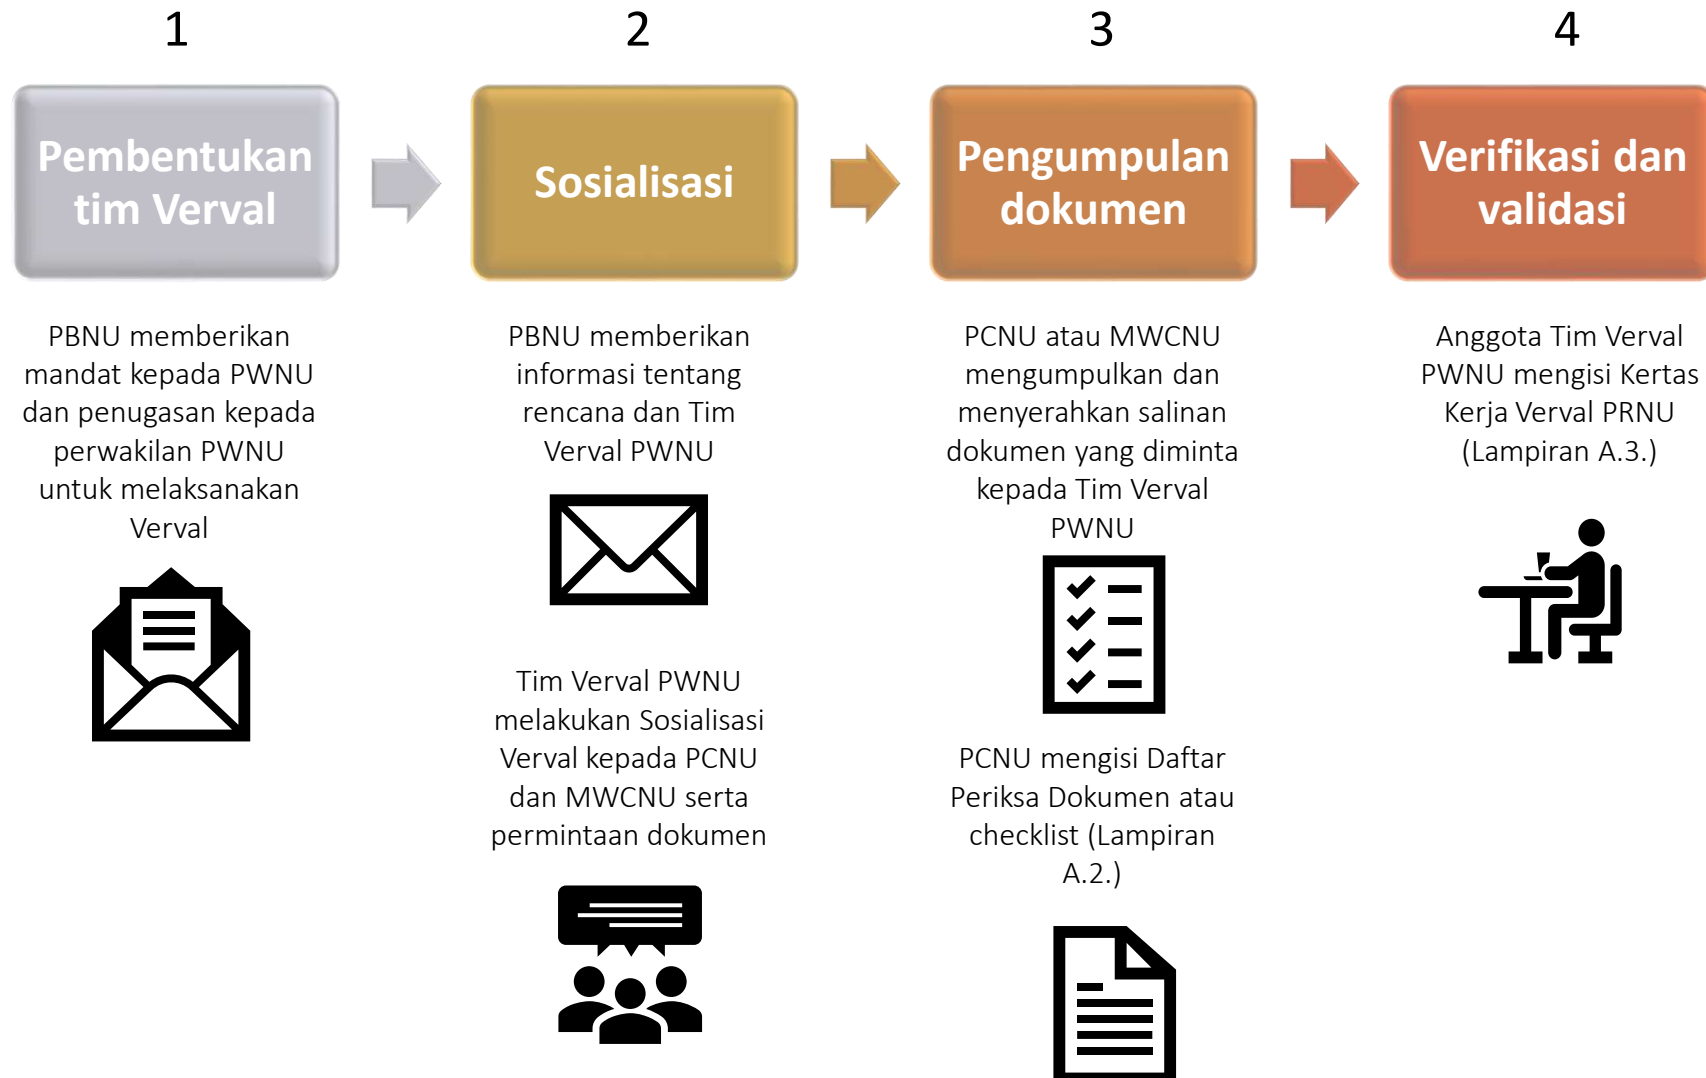 1
Pembentukan
tim Verval
PBNU memberikan
mandat kepada PWNU
dan penugasan kepada
perwakilan PWNU
untuk melaksanakan
Verval
2
Sosialisasi
PBNU memberikan
informasi tentang
rencana dan Tim
Verval PWNU
Tim Verval PWNU
melakukan Sosialisasi
Verval kepada PCNU
dan MWCNU serta
permintaan dokumen
3
Pengumpulan
dokumen
PCNU atau MWCNU
mengumpulkan dan
menyerahkan salinan
dokumen yang diminta
kepada Tim Verval
PWNU
PCNU mengisi Daftar
Periksa Dokumen atau
checklist (Lampiran
A.2.)
4
Verifikasi dan
validasi
Anggota Tim Verval
PWNU mengisi Kertas
Kerja Verval PRNU
(Lampiran A.3.)